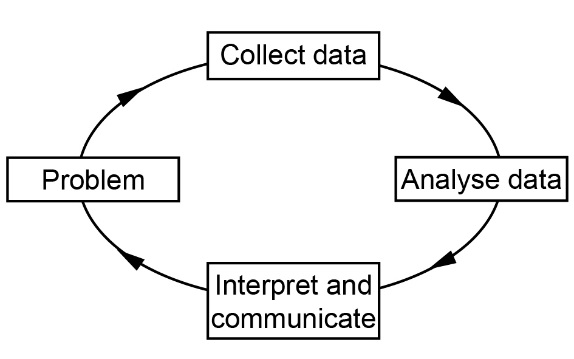 Collect data
Problem
Analyse data
Interpret and
communicate